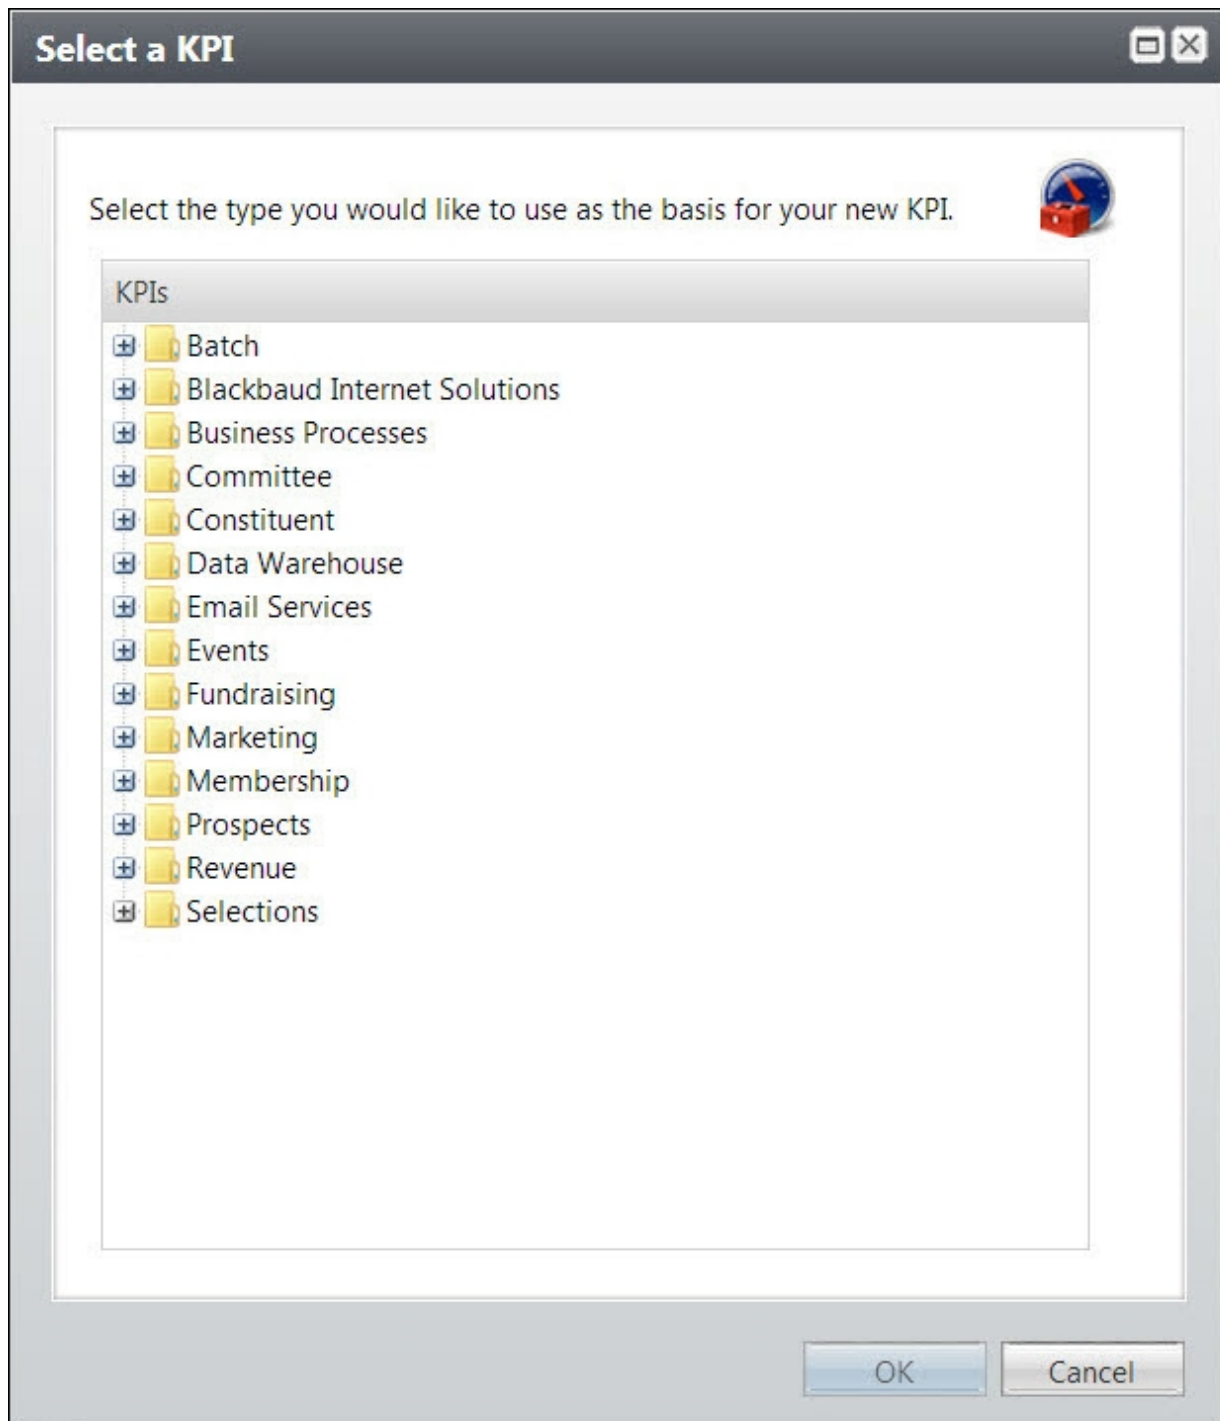 Select a KPI
Select the type you would like to use as the basis for your new KPI.
KPIs
Batch
Blackbaud Internet Solutions
Business Processes
Committee
Constituent
Data Warehouse
Email Services
Events
Fundraising
Marketing
Membership
Prospects
Revenue
Selections
OK Cancel